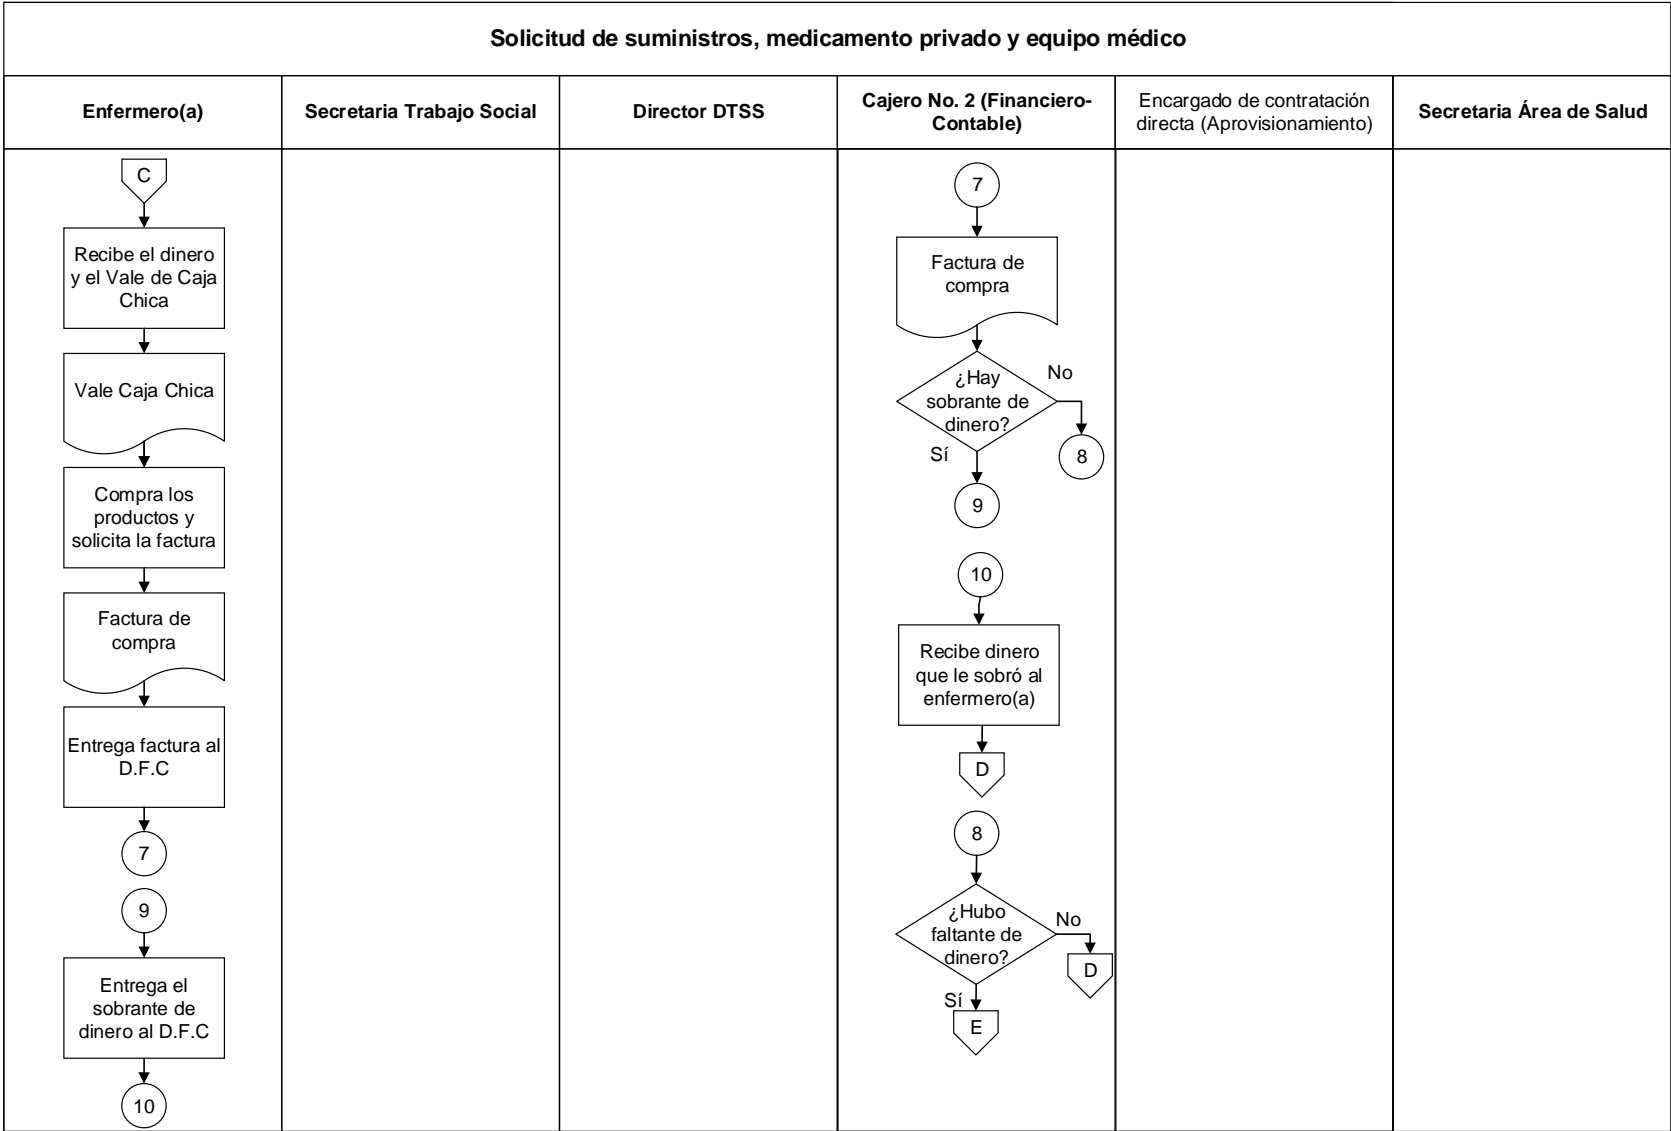 Solicitud de suministros, medicamento privado y equipo médico
Enfermero(a)
Secretaria Trabajo Social
Director DTSS
Cajero No. 2 (Financiero-
Contable)
Encargado de contratación
directa (Aprovisionamiento)
Secretaria Área de Salud
C
Recibe el dinero
y el Vale de Caja
Chica
Vale Caja Chica
Compra los
productos y
solicita la factura
Factura de
compra
Entrega factura al
D.F.C
7
9
Entrega el
sobrante de
dinero al D.F.C
10
7
Factura de
compra
¿Hay
sobrante de
dinero?
No
8
Sí
9
10
Recibe dinero
que le sobró al
enfermero(a)
D
8
¿Hubo
faltante de
dinero?
No
D
Sí
E